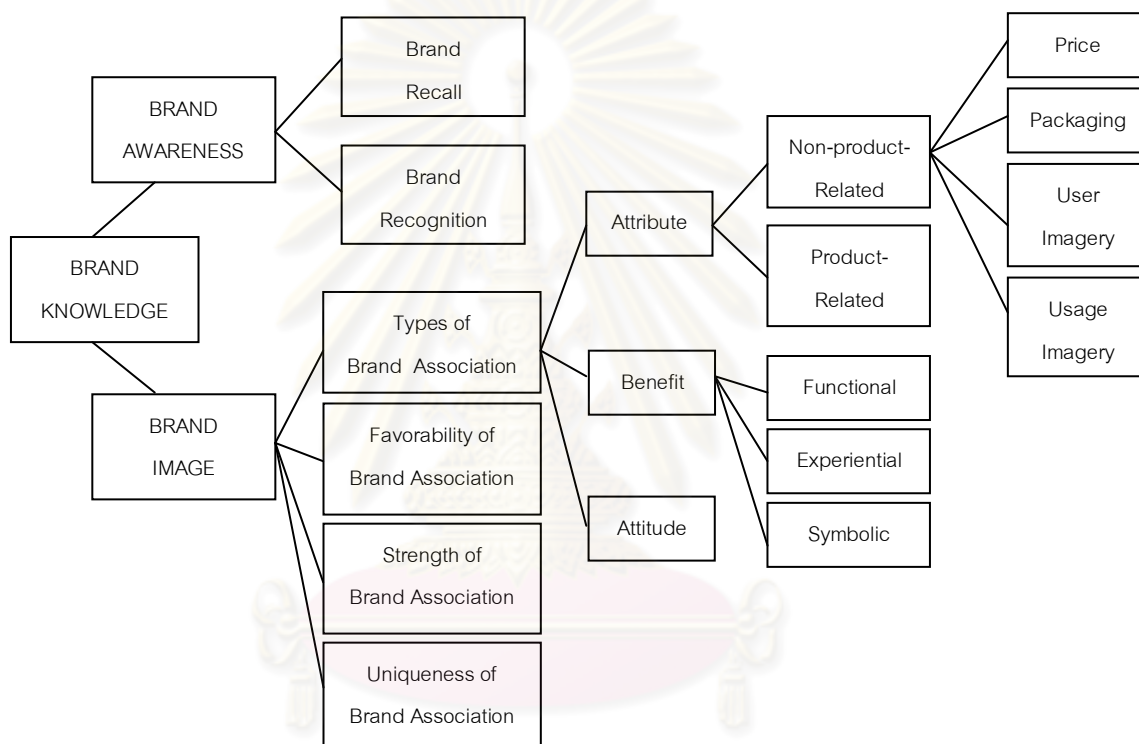 BRAND
KNOWLEDGE
BRAND
AWARENESS
Brand
Recall
Brand
Recognition
BRAND
IMAGE
Types of
Brand Association
Favorability of
Brand Association
Strength of
Brand Association
Uniqueness of
Brand Association
Attribute
Non-product-
Related
Price
Packaging
User
Imagery
Usage
Imagery
Product-
Related
Benefit
Functional
Experiential
Symbolic
Attitude